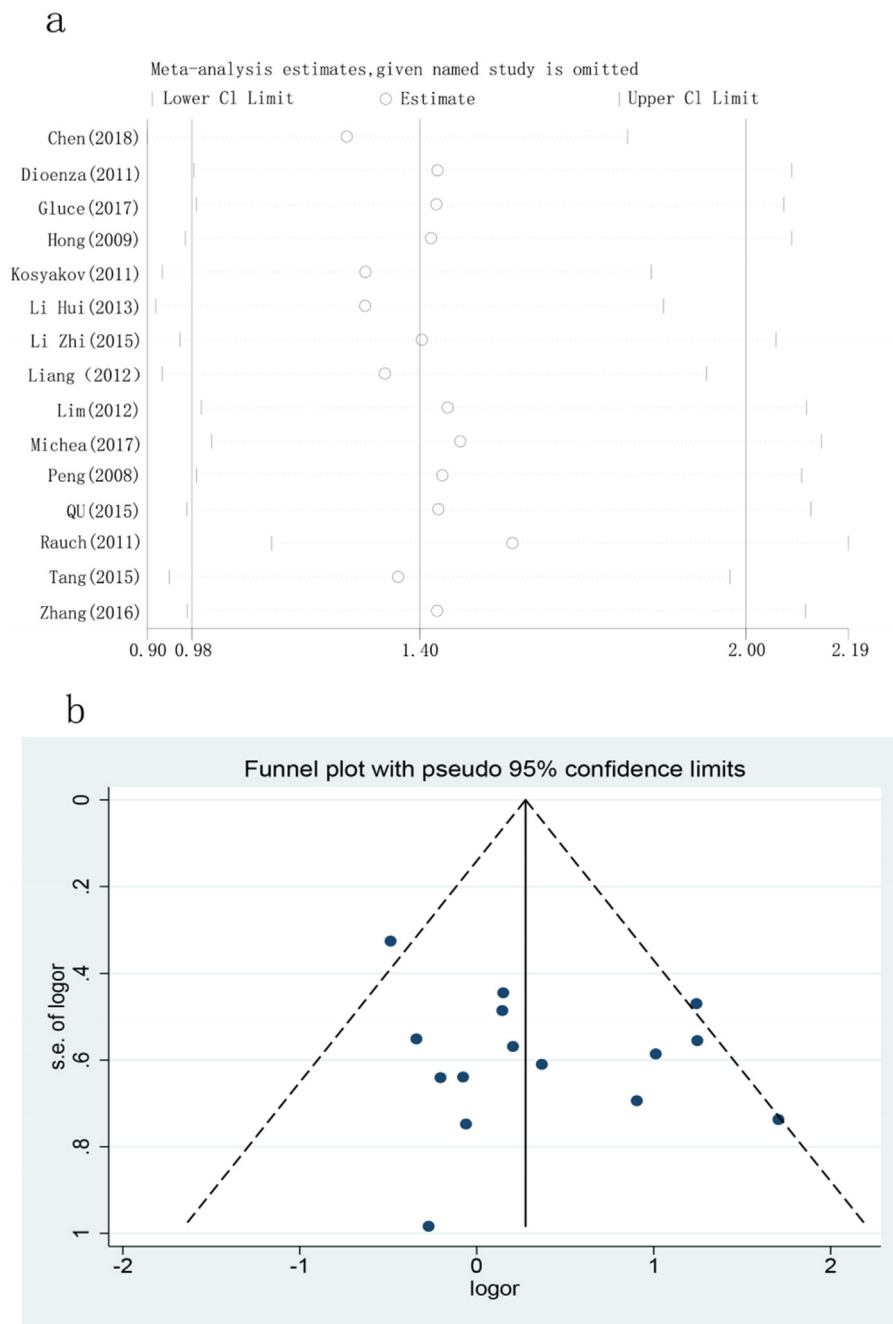 a
Meta-analysis estimates,given named study is omitted
Lower Cl Limit Estimate Upper Cl Limit
Chen(2018)
Dioenza(2011)
Gluce(2017)
Hong(2009)
Kosyakov(2011)
Li Hui(2013)
Li Zhi(2015)
Liang (2012)
Lim(2012)
Michea(2017)
Peng(2008)
QU(2015)
Rauch(2011)
Tang(2015)
Zhang(2016)
0.90 0.98 1.40 2.00 2.19
b
Funnel plot with pseudo 95% confidence limits
s.e. of logor
0
.2
.4
.6
.8
1
-2 -1 0 1 2
logor